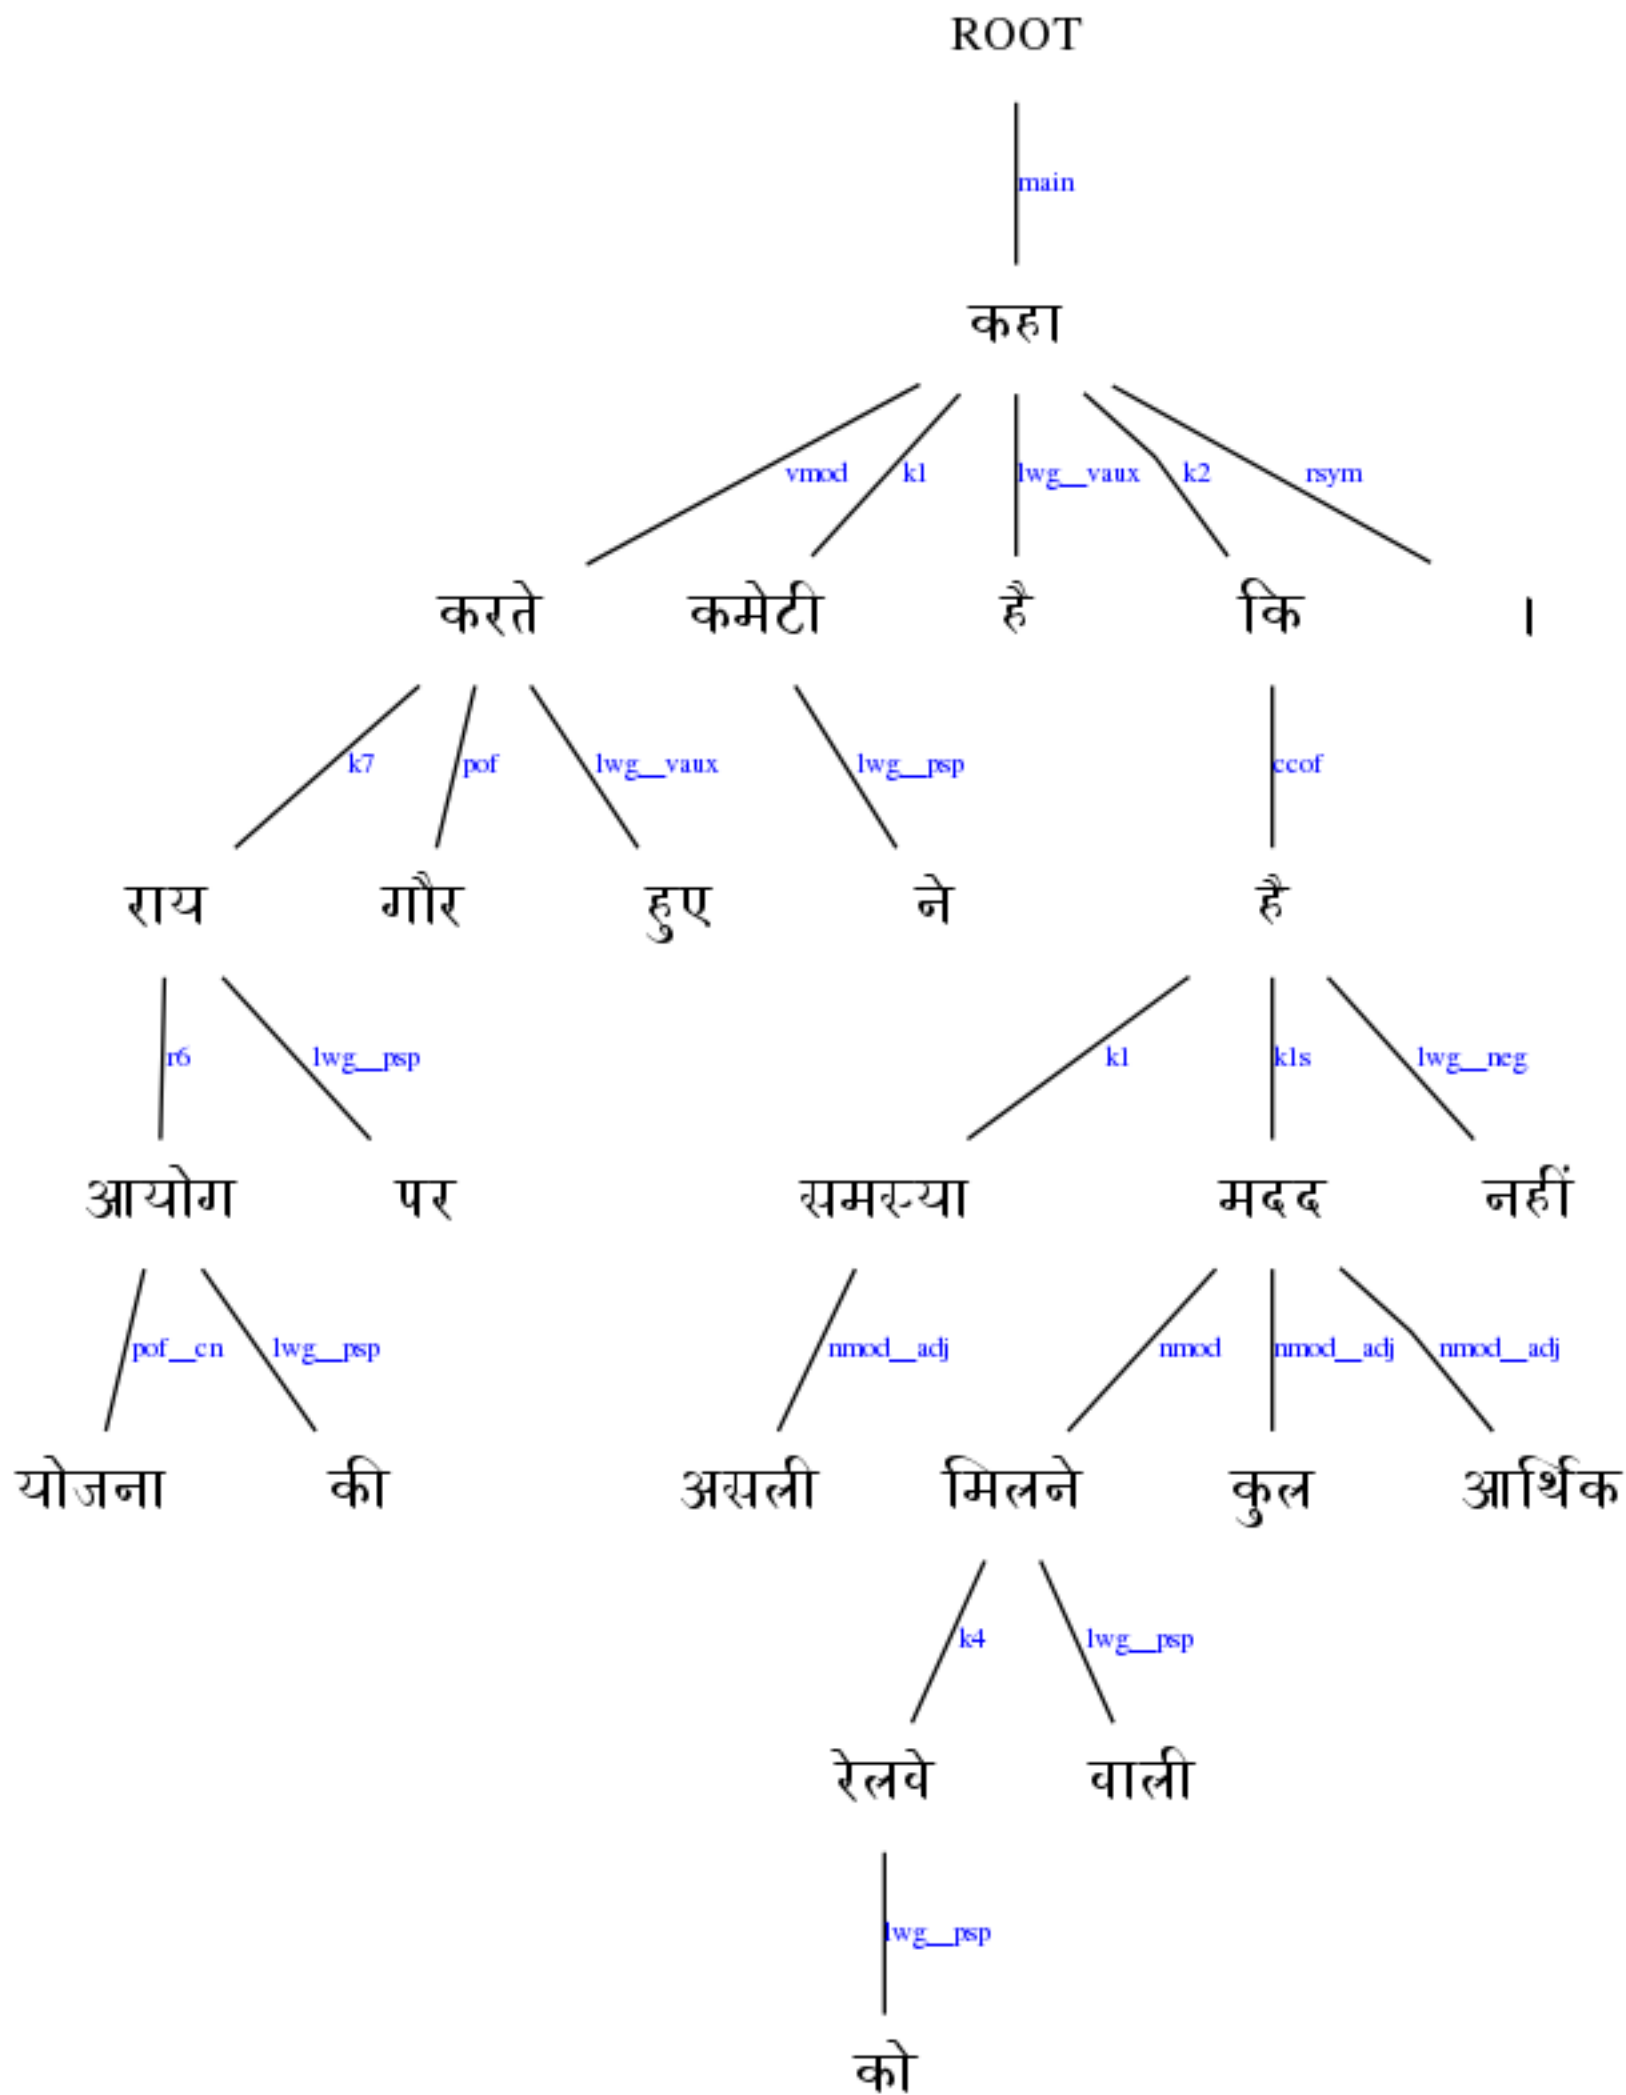 ROOT
main
कहा
vmod k1 lwg__vaux k2 rsym
करते कमेटी है कि ।
k7 pof lwg__vaux lwg__psp ccof
राय गौर हुए ने है
r6 lwg__psp k1 k1s lwg__neg
आयोग पर समस्या मदद नहीं
pof__cn lwg__psp nmod__adj nmod nmod__adj nmod__adj
योजना की असली मिलने कुल आर्थिक
k4 lwg__psp
रेलवे वाली
lwg__psp
को